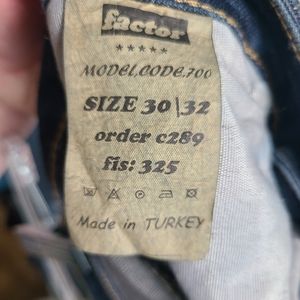 factor
★★★★★
MODEL.CODE.700
SIZE 30|32
order c289
fis: 325
Made in TURKEY